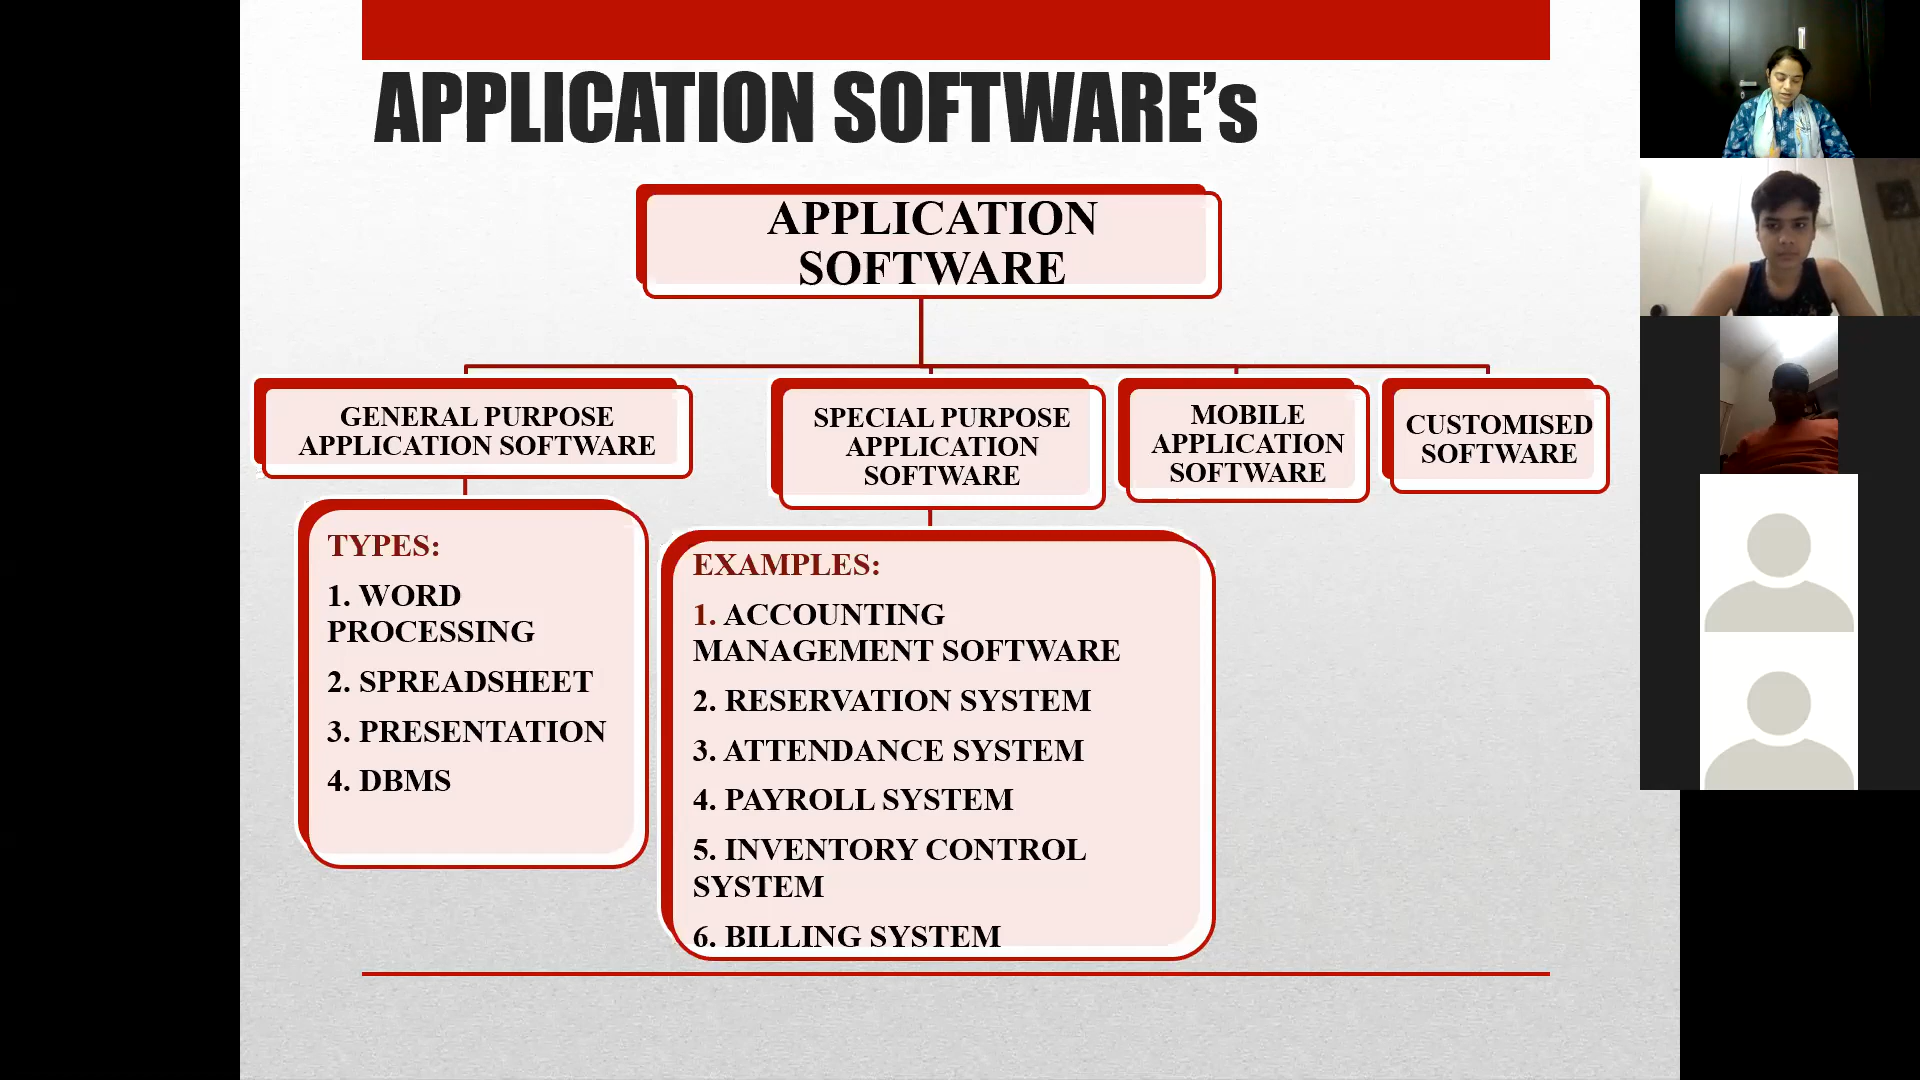 APPLICATION SOFTWARE’s
APPLICATION
SOFTWARE
GENERAL PURPOSE
APPLICATION SOFTWARE
TYPES:
1. WORD
PROCESSING
2. SPREADSHEET
3. PRESENTATION
4. DBMS
SPECIAL PURPOSE
APPLICATION
SOFTWARE
EXAMPLES:
1. ACCOUNTING
MANAGEMENT SOFTWARE
2. RESERVATION SYSTEM
3. ATTENDANCE SYSTEM
4. PAYROLL SYSTEM
5. INVENTORY CONTROL
SYSTEM
6. BILLING SYSTEM
MOBILE
APPLICATION
SOFTWARE
CUSTOMISED
SOFTWARE